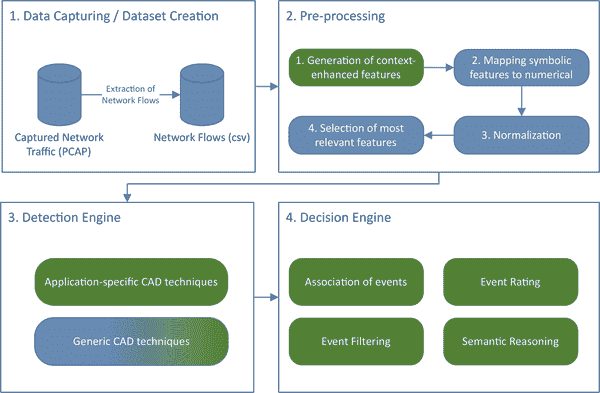 1. Data Capturing / Dataset Creation
Extraction of
Network Flows
Captured Network
Traffic (PCAP)
Network Flows (csv)
2. Pre-processing
1. Generation of context-
enhanced features
2. Mapping symbolic
features to numerical
4. Selection of most
relevant features
3. Normalization
3. Detection Engine
Application-specific CAD techniques
Generic CAD techniques
4. Decision Engine
Association of events
Event Rating
Event Filtering
Semantic Reasoning